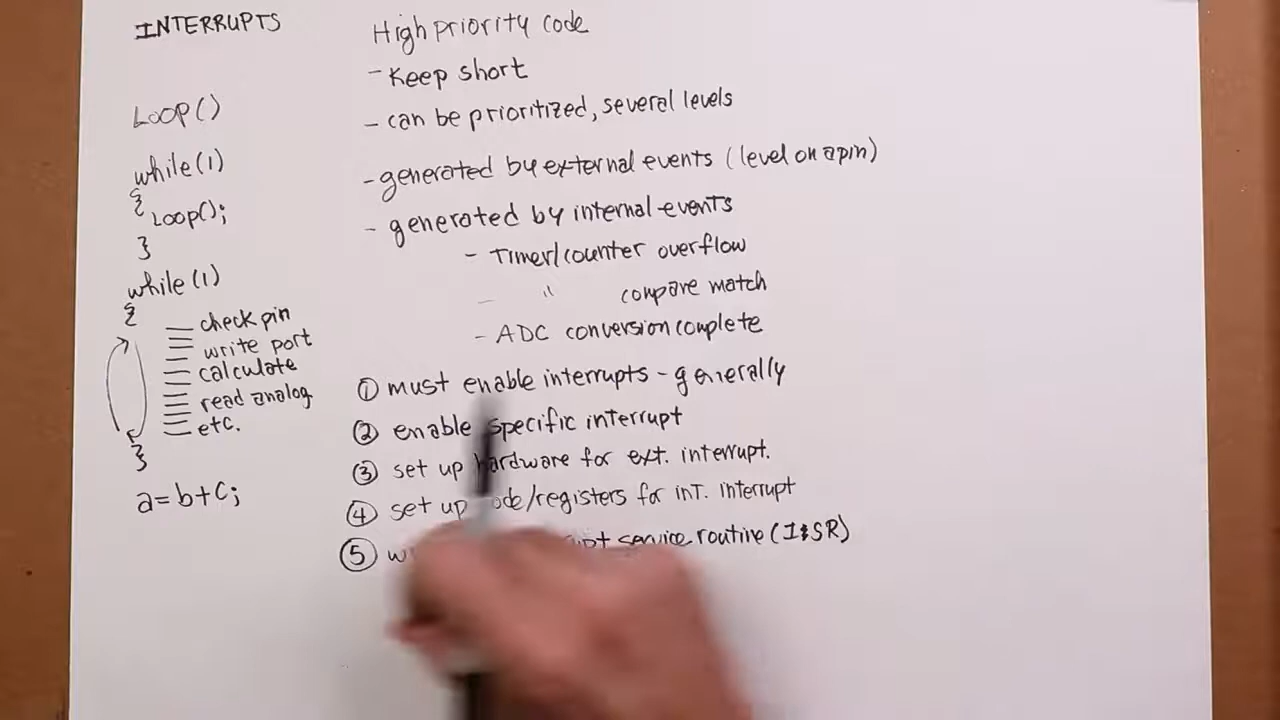 INTERRUPTS
Loop()
while(1)
{
Loop();
}
while(1)
{
check pin
write port
calculate
read analog
etc.
}
a=b+c;
High priority code
- Keep short
- can be prioritized, several levels
- generated by external events (level on a pin)
- generated by internal events
- Timer/counter overflow
- " compare match
- ADC conversion complete
① must enable interrupts - generally
② enable specific interrupt
③ set up hardware for ext. interrupt.
④ set up code/registers for int. interrupt
⑤ service routine (ISR)